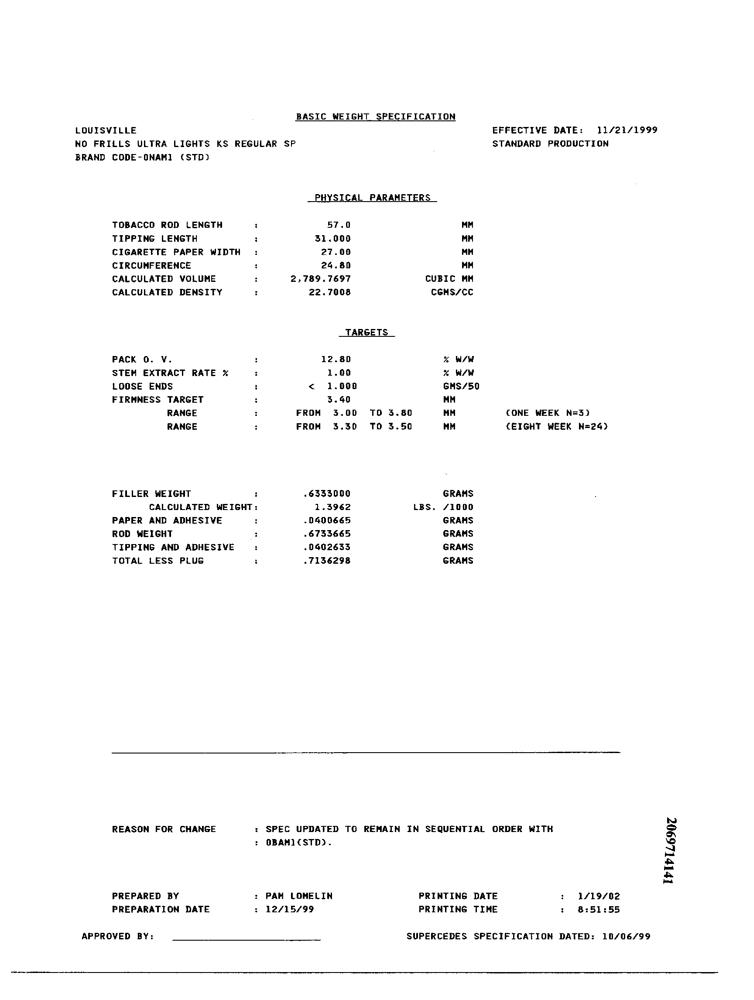 BASIC WEIGHT SPECIFICATION
LOUISVILLE EFFECTIVE DATE: 11/21/1999
NO FRILLS ULTRA LIGHTS KS REGULAR SP STANDARD PRODUCTION
BRAND CODE-0NAM1 (STD)
PHYSICAL PARAMETERS
TOBACCO ROD LENGTH : 57.0 MM
TIPPING LENGTH : 31.000 MM
CIGARETTE PAPER WIDTH : 27.00 MM
CIRCUMFERENCE : 24.80 MM
CALCULATED VOLUME : 2,789.7697 CUBIC MM
CALCULATED DENSITY : 22.7008 CGMS/CC
TARGETS
PACK O. V. : 12.80 % W/W
STEM EXTRACT RATE % : 1.00 % W/W
LOOSE ENDS : < 1.000 GMS/50
FIRMNESS TARGET : 3.40 MM
RANGE : FROM 3.00 TO 3.80 MM (ONE WEEK N=3)
RANGE : FROM 3.30 TO 3.50 MM (EIGHT WEEK N=24)
FILLER WEIGHT : .6333000 GRAMS
CALCULATED WEIGHT: 1.3962 LBS. /1000
PAPER AND ADHESIVE : .0400665 GRAMS
ROD WEIGHT : .6733665 GRAMS
TIPPING AND ADHESIVE : .0402633 GRAMS
TOTAL LESS PLUG : .7136298 GRAMS
REASON FOR CHANGE : SPEC UPDATED TO REMAIN IN SEQUENTIAL ORDER WITH
: 0BAM1(STD).
2069714141
PREPARED BY : PAM LOMELIN PRINTING DATE : 1/19/02
PREPARATION DATE : 12/15/99 PRINTING TIME : 8:51:55
APPROVED BY: SUPERCEDES SPECIFICATION DATED: 10/06/99